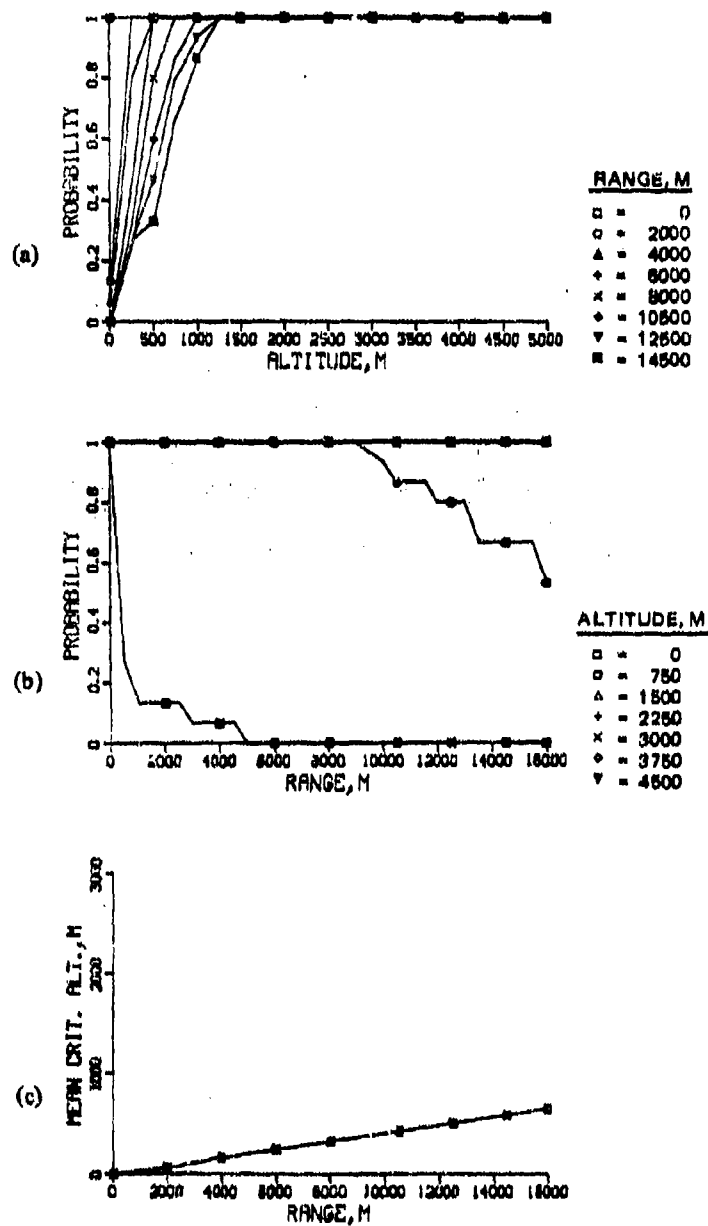 (a)
PROBABILITY
0 0.2 0.4 0.6 0.8 1
0 500 1000 1500 2000 2500 3000 3500 4000 4500 5000
ALTITUDE, M
RANGE, M
= 0
= 2000
= 4000
= 6000
= 8000
= 10500
= 12500
= 14500
(b)
PROBABILITY
0 0.2 0.4 0.6 0.8 1
0 2000 4000 6000 8000 10000 12000 14000 16000
RANGE, M
ALTITUDE, M
= 0
= 750
= 1500
= 2250
= 3000
= 3750
= 4500
(c)
MEAN CRIT. ALT., M
0 1000 2000 3000
0 2000 4000 6000 8000 10000 12000 14000 16000
RANGE, M